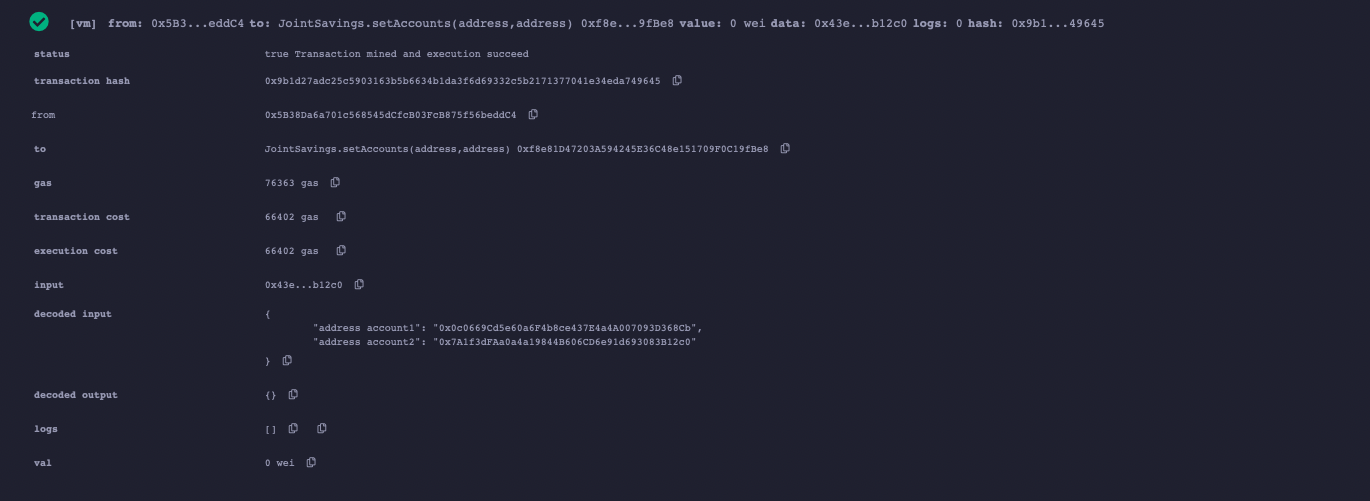 [vm] from: 0x5B3...eddC4 to: JointSavings.setAccounts(address,address) 0xf8e...9fBe8 value: 0 wei data: 0x43e...b12c0 logs: 0 hash: 0x9b1...49645
status true Transaction mined and execution succeed
transaction hash 0x9b1d27adc25c5903163b5b6634b1da3f6d69332c5b2171377041e34eda749645
from 0x5B38Da6a701c568545dCfcB03FcB875f56beddC4
to JointSavings.setAccounts(address,address) 0xf8e81D47203A594245E36C48e151709F0C19fBe8
gas 76363 gas
transaction cost 66402 gas
execution cost 66402 gas
input 0x43e...b12c0
decoded input {
"address account1": "0x0c0669Cd5e60a6F4b8ce437E4a4A007093D368Cb",
"address account2": "0x7A1f3dFAa0a4a19844B606CD6e91d693083B12c0"
}
decoded output {}
logs []
val 0 wei